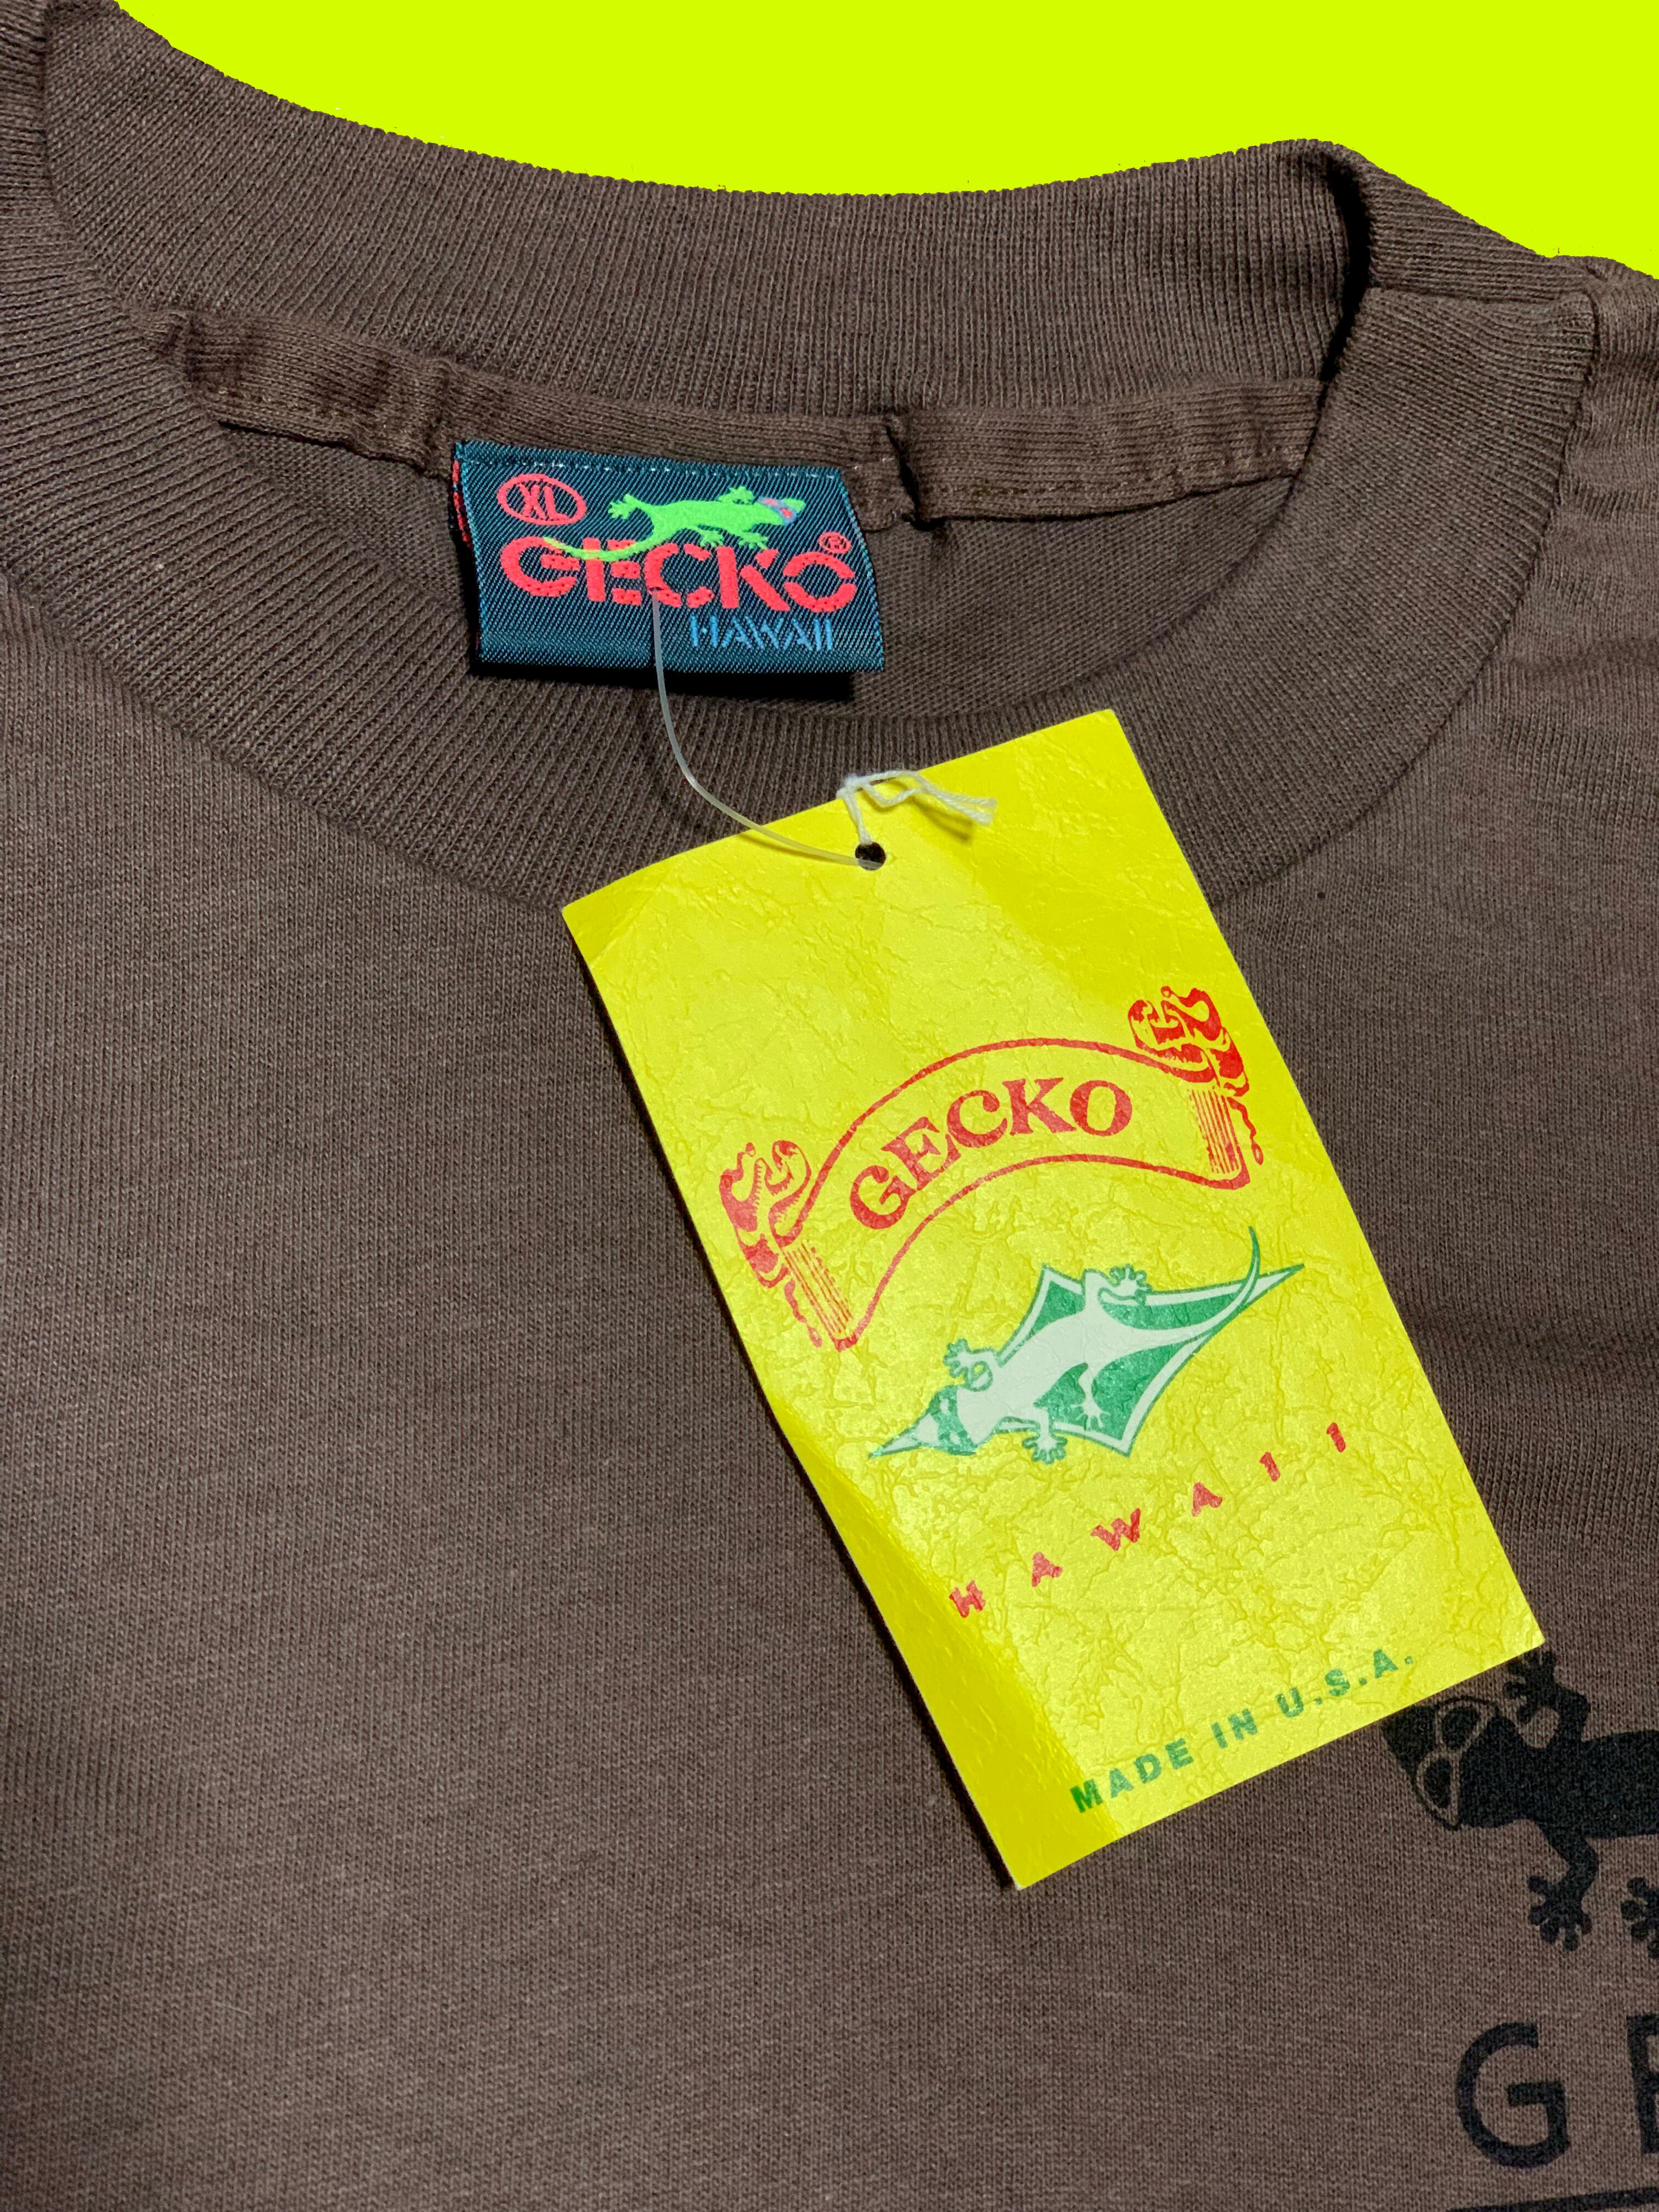 XL
GECKO®
HAWAII
GECKO
HAWAII
MADE IN U.S.A.
GE